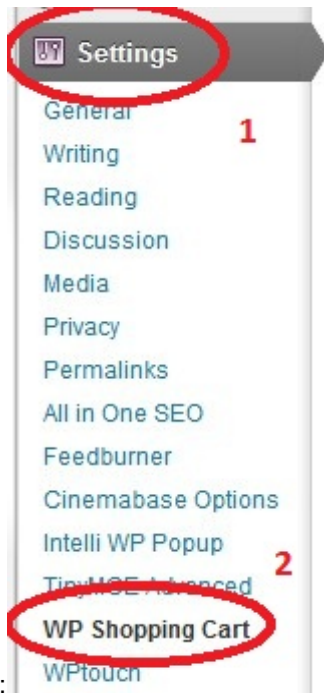 Settings
General
1
Writing
Reading
Discussion
Media
Privacy
Permalinks
All in One SEO
Feedburner
Cinemabase Options
Intelli WP Popup
2
TinyMCE Advanced
WP Shopping Cart
: WPtouch